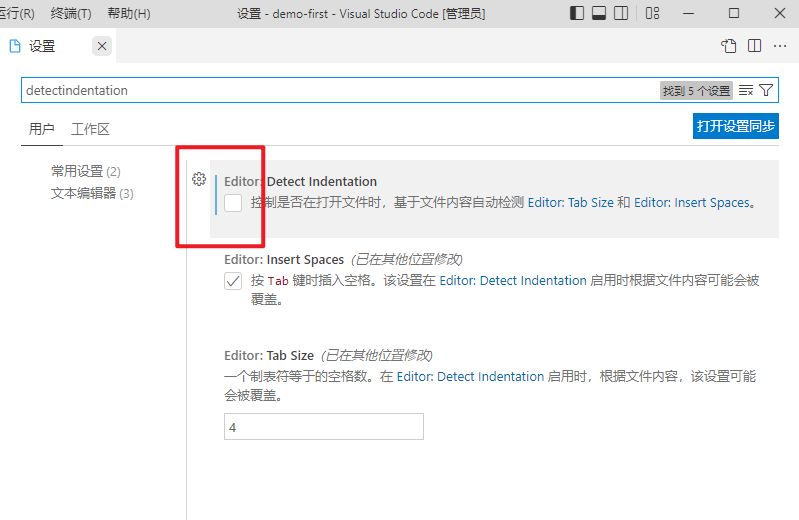 运行(R) 终端(T) 帮助(H) 设置 - demo-first - Visual Studio Code [管理员]
设置
detectindentation 找到 5 个设置
用户 工作区 打开设置同步
常用设置 (2)
文本编辑器 (3)
Editor: Detect Indentation
控制是否在打开文件时，基于文件内容自动检测 Editor: Tab Size 和 Editor: Insert Spaces。
Editor: Insert Spaces (已在其他位置修改)
按 Tab 键时插入空格。该设置在 Editor: Detect Indentation 启用时根据文件内容可能会被
覆盖。
Editor: Tab Size (已在其他位置修改)
一个制表符等于的空格数。在 Editor: Detect Indentation 启用时，根据文件内容，该设置可能
会被覆盖。
4